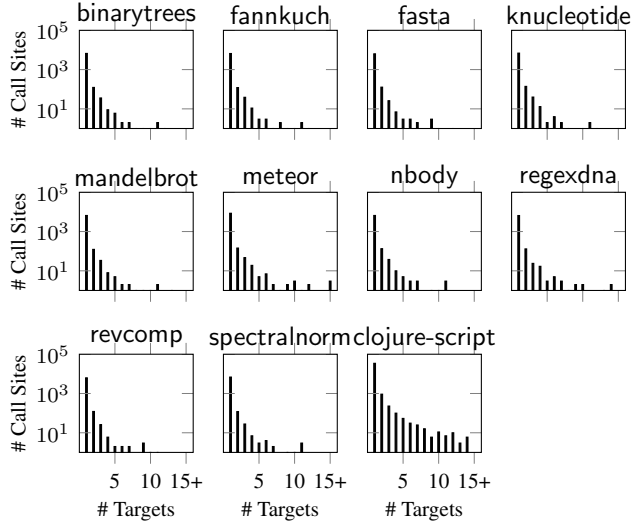 binarytrees fannkuch fasta knucleotide
10^5
10^3
10^1
# Call Sites
mandelbrot meteor nbody regexdna
10^5
10^3
10^1
# Call Sites
revcomp spectralnorm clojure-script
10^5
10^3
10^1
# Call Sites
5 10 15+ 5 10 15+ 5 10 15+
# Targets # Targets # Targets